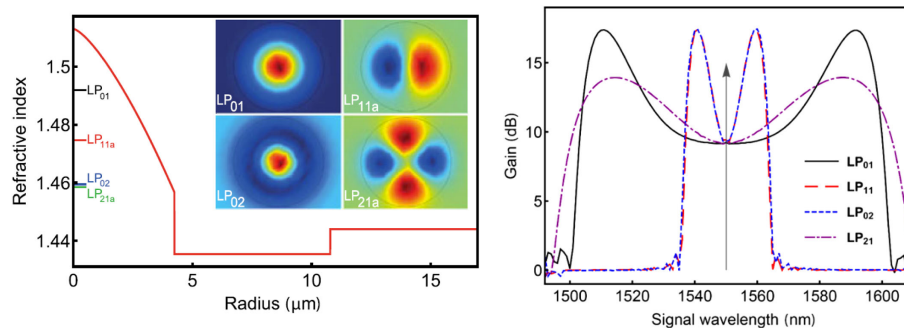 Refractive index
1.5
1.48
1.46
1.44
LP01
LP11a
LP02
LP21a
LP01
LP11a
LP02
LP21a
0
5
10
15
Radius (μm)
Gain (dB)
15
10
5
0
LP01
LP11
LP02
LP21
1500
1520
1540
1560
1580
1600
Signal wavelength (nm)